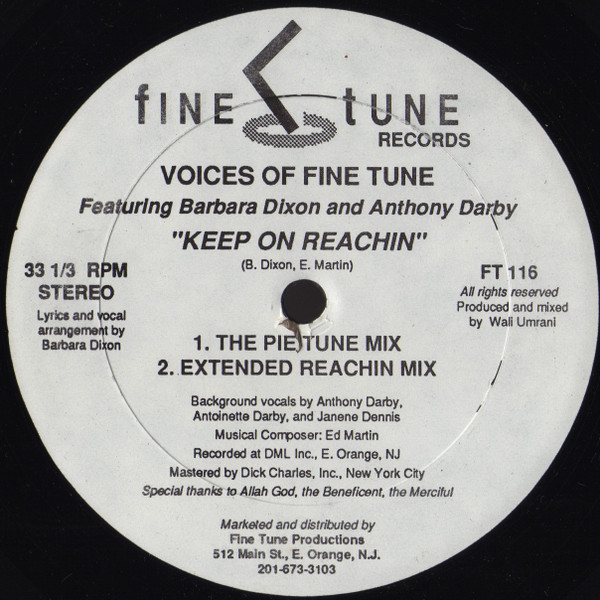 fINE tUNE
RECORDS
VOICES OF FINE TUNE
Featuring Barbara Dixon and Anthony Darby
"KEEP ON REACHIN"
(B. Dixon, E. Martin)
33 1/3 RPM
STEREO
Lyrics and vocal
arrangement by
Barbara Dixon
FT 116
All rights reserved
Produced and mixed
by Wali Umrani
1. THE PIE TUNE MIX
2. EXTENDED REACHIN MIX
Background vocals by Anthony Darby,
Antoinette Darby, and Janene Dennis
Musical Composer: Ed Martin
Recorded at DML Inc., E. Orange, NJ
Mastered by Dick Charles, Inc., New York City
Special thanks to Allah God, the Beneficent, the Merciful
Marketed and distributed by
Fine Tune Productions
512 Main St., E. Orange, N.J.
201-673-3103